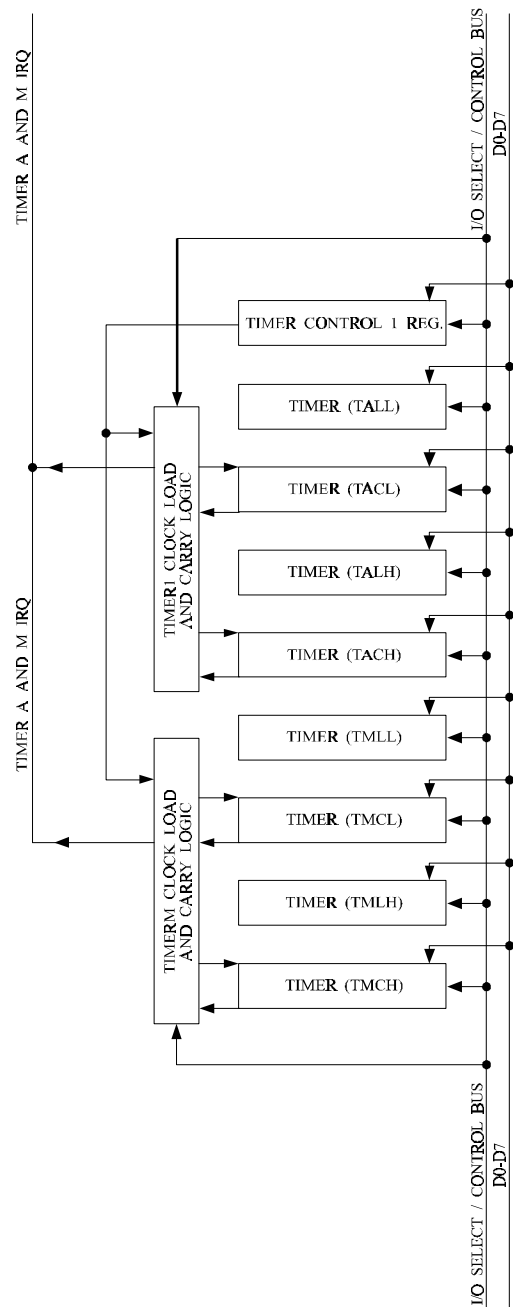 TIMER A AND M IRQ
I/O SELECT / CONTROL BUS
D0-D7
TIMER CONTROL 1 REG.
TIMER (TALL)
TIMER (TACL)
TIMER1 CLOCK LOAD
AND CARRY LOGIC
TIMER (TALH)
TIMER (TACH)
TIMER A AND M IRQ
TIMER (TMLL)
TIMER (TMCL)
TIMERM CLOCK LOAD
AND CARRY LOGIC
TIMER (TMLH)
TIMER (TMCH)
I/O SELECT / CONTROL BUS
D0-D7